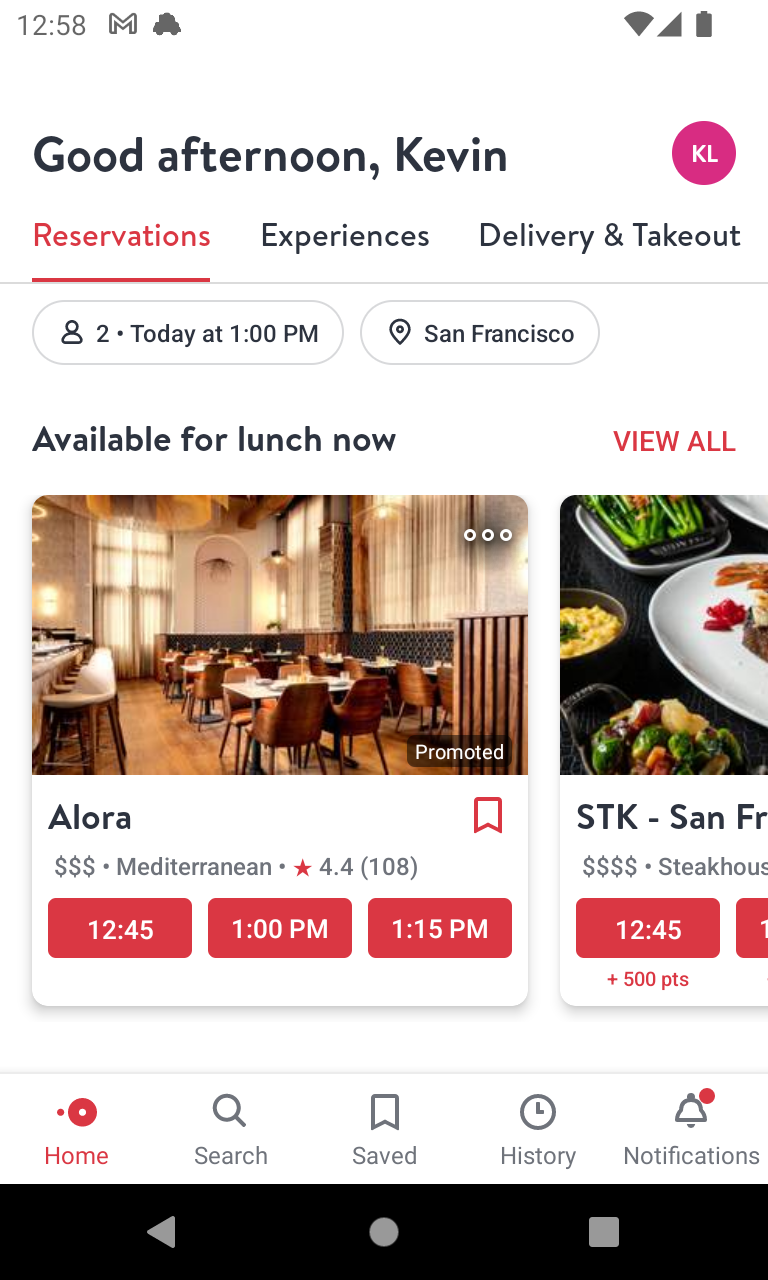 12:58
Good afternoon, Kevin
KL
Reservations Experiences Delivery & Takeout
2 • Today at 1:00 PM San Francisco
Available for lunch now VIEW ALL
Promoted
Alora
$$$ • Mediterranean • ★ 4.4 (108)
12:45 1:00 PM 1:15 PM
STK - San Fr
$$$$ • Steakhous
12:45 1
+ 500 pts
Home Search Saved History Notifications